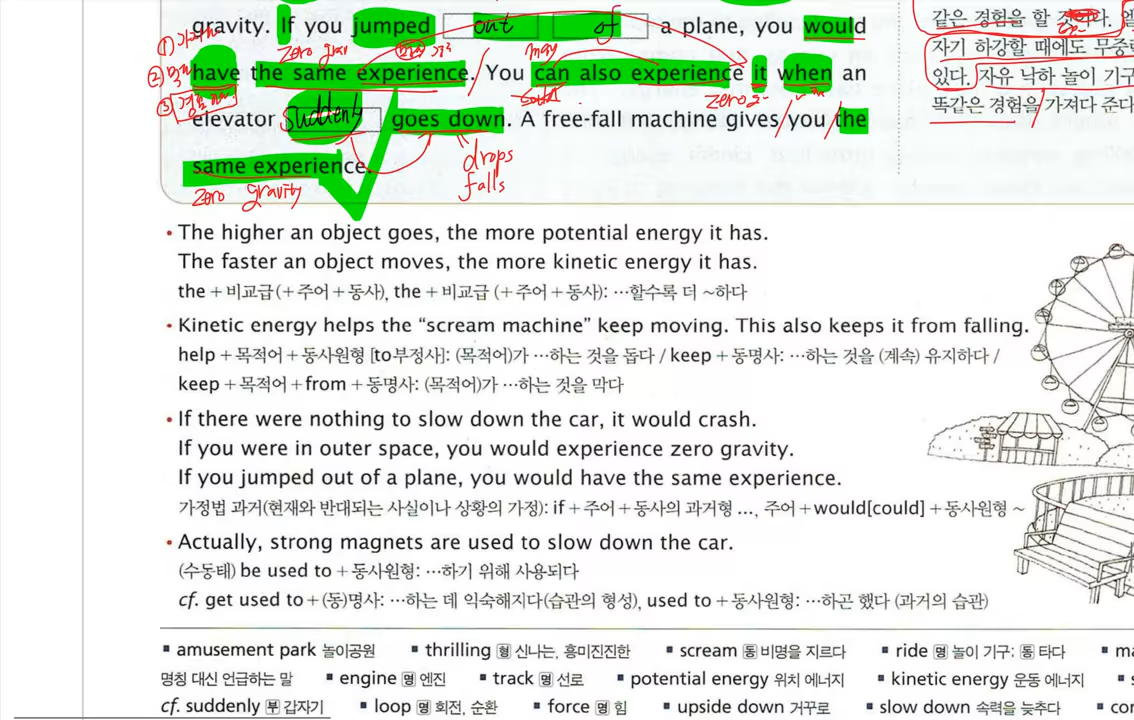 gravity. If you jumped out of a plane, you would
같은 경험을 할
zero gravity
자기 하강할 때에도 무중력
① 가정법
may
② 
have the same experience. You can also experience it when an
있다. 자유 낙하 놀이 기구
③ 경험
zero
똑같은 경험을 가져다 준다
elevator suddenly goes down. A free-fall machine gives / you / the
drops
same experience.
falls
zero gravity
• The higher an object goes, the more potential energy it has.
The faster an object moves, the more kinetic energy it has.
the + 비교급(+ 주어 + 동사), the + 비교급 (+ 주어 + 동사): …할수록 더 ~하다
• Kinetic energy helps the “scream machine” keep moving. This also keeps it from falling.
help + 목적어 + 동사원형 [to부정사]: (목적어)가 …하는 것을 돕다 / keep + 동명사: …하는 것을 (계속) 유지하다 /
keep + 목적어 + from + 동명사: (목적어)가 …하는 것을 막다
• If there were nothing to slow down the car, it would crash.
If you were in outer space, you would experience zero gravity.
If you jumped out of a plane, you would have the same experience.
가정법 과거(현재와 반대되는 사실이나 상황의 가정): if + 주어 + 동사의 과거형 …, 주어 + would[could] + 동사원형 ~
• Actually, strong magnets are used to slow down the car.
(수동태) be used to + 동사원형: …하기 위해 사용되다
cf. get used to + (동)명사: …하는 데 익숙해지다(습관의 형성), used to + 동사원형: …하곤 했다 (과거의 습관)
▪ amusement park 놀이공원 ▪ thrilling 형 신나는, 흥미진진한 ▪ scream 동 비명을 지르다 ▪ ride 명 놀이 기구; 동 타다 ▪ ma
명칭 대신 언급하는 말 ▪ engine 명 엔진 ▪ track 명 선로 ▪ potential energy 위치 에너지 ▪ kinetic energy 운동 에너지 ▪ s
cf. suddenly 부 갑자기 ▪ loop 명 회전, 순환 ▪ force 명 힘 ▪ upside down 거꾸로 ▪ slow down 속력을 늦추다 ▪ cor